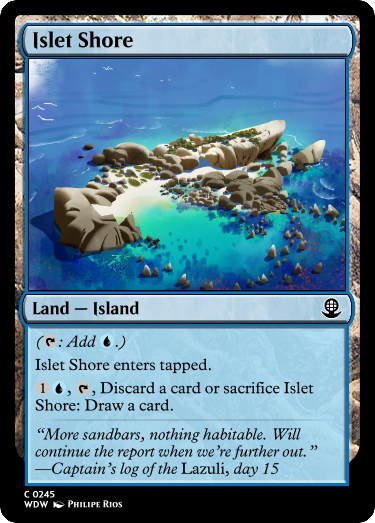 Islet Shore
Land — Island
(: Add .)
Islet Shore enters tapped.
1 , , Discard a card or sacrifice Islet
Shore: Draw a card.
“More sandbars, nothing habitable. Will
continue the report when we’re further out.”
—Captain’s log of the Lazuli, day 15
C 0245
WDW Philipe Rios